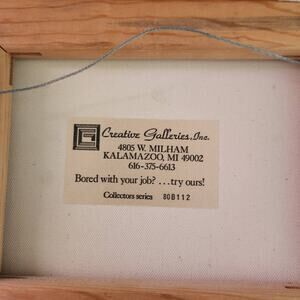 Creative Galleries, Inc.
4805 W. MILHAM
KALAMAZOO, MI 49002
616-375-6613
Bored with your job? ...try ours!
Collectors series 80B112